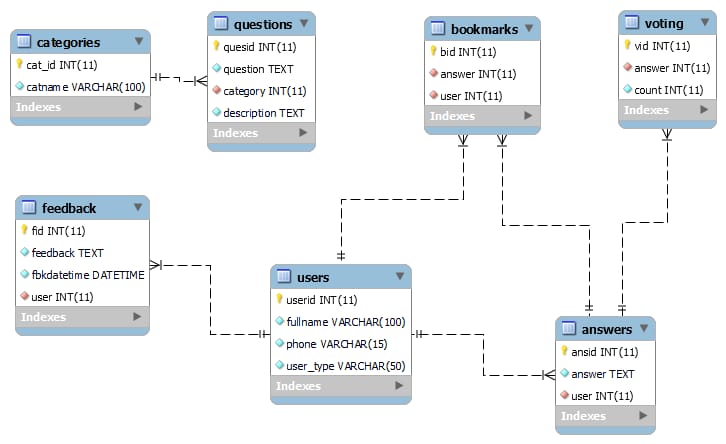 categories
cat_id INT(11)
catname VARCHAR(100)
Indexes
questions
quesid INT(11)
question TEXT
category INT(11)
description TEXT
Indexes
bookmarks
bid INT(11)
answer INT(11)
user INT(11)
Indexes
voting
vid INT(11)
answer INT(11)
count INT(11)
Indexes
feedback
fid INT(11)
feedback TEXT
fbkdatetime DATETIME
user INT(11)
Indexes
users
userid INT(11)
fullname VARCHAR(100)
phone VARCHAR(15)
user_type VARCHAR(50)
Indexes
answers
ansid INT(11)
answer TEXT
user INT(11)
Indexes